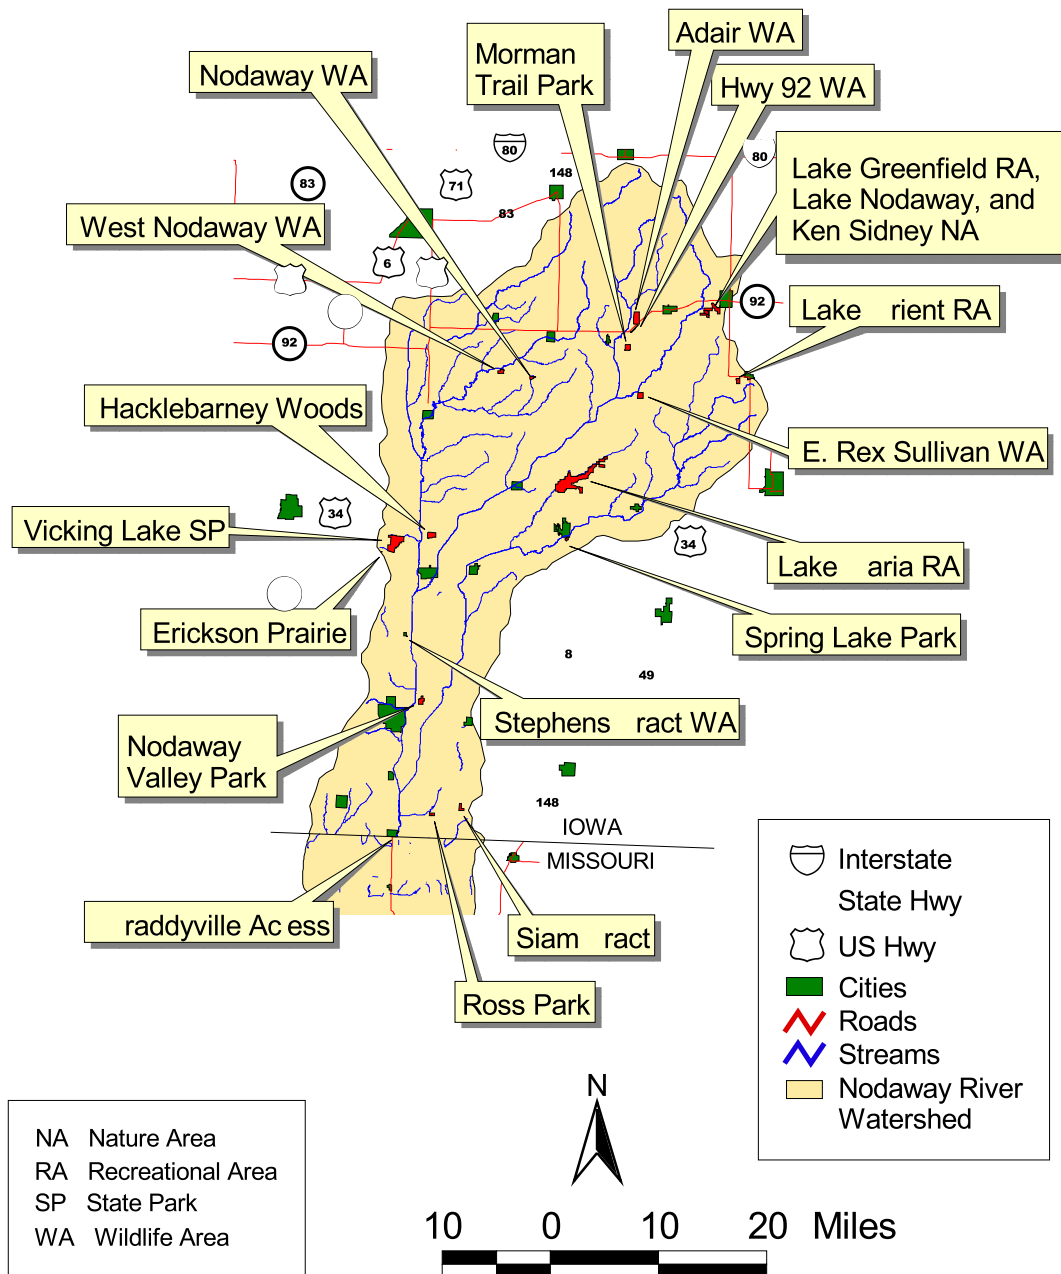 Adair WA
Morman
Trail Park
Nodaway WA
Hwy 92 WA
80
80
Lake Greenfield RA,
Lake Nodaway, and
Ken Sidney NA
148
83
71
83
West Nodaway WA
6
92
Lake rient RA
92
Hacklebarney Woods
E. Rex Sullivan WA
34
Vicking Lake SP
34
Lake aria RA
Erickson Prairie
Spring Lake Park
8
49
Stephens ract WA
Nodaway
Valley Park
148
IOWA
MISSOURI
raddyville Ac ess
Siam ract
Ross Park
Interstate
State Hwy
US Hwy
Cities
Roads
Streams
Nodaway River
Watershed
N
NA Nature Area
RA Recreational Area
SP State Park
WA Wildlife Area
10 0 10 20 Miles